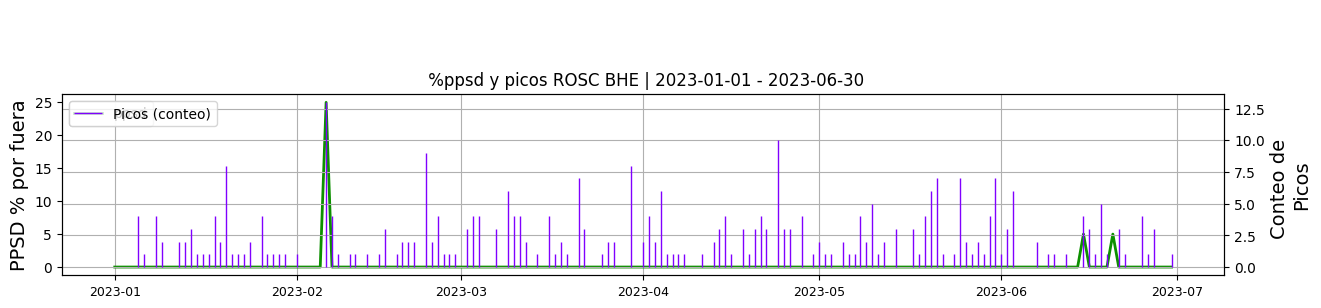 %ppsd y picos ROSC BHE | 2023-01-01 - 2023-06-30
Picos (conteo)
PPSD % por fuera
25
20
15
10
5
0
12.5
10.0
7.5
5.0
2.5
0.0
Conteo de
Picos
2023-01 2023-02 2023-03 2023-04 2023-05 2023-06 2023-07